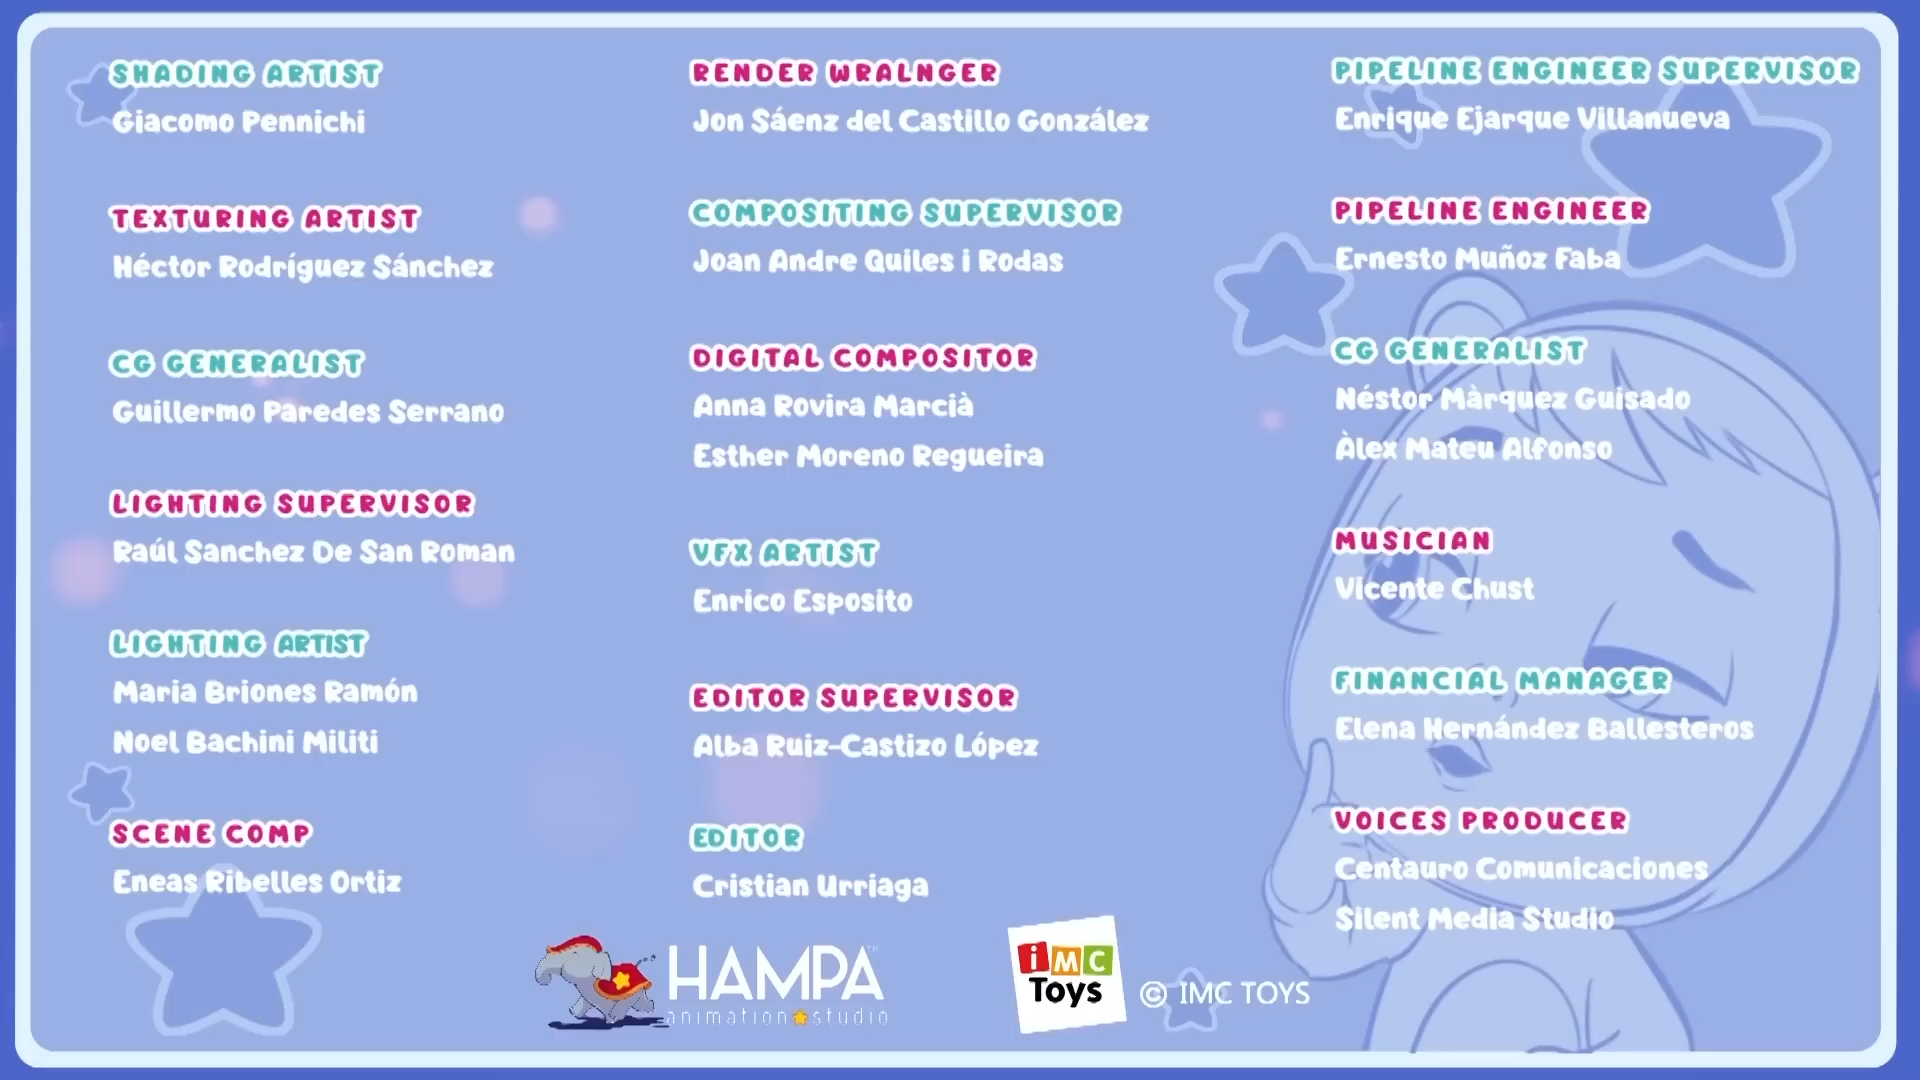 SHADING ARTIST
Giacomo Pennichi
TEXTURING ARTIST
Héctor Rodríguez Sánchez
CG GENERALIST
Guillermo Paredes Serrano
LIGHTING SUPERVISOR
Raúl Sanchez De San Roman
LIGHTING ARTIST
Maria Briones Ramón
Noel Bachini Militi
SCENE COMP
Eneas Ribelles Ortiz
RENDER WRALNGER
Jon Sáenz del Castillo González
COMPOSITING SUPERVISOR
Joan Andre Quiles i Rodas
DIGITAL COMPOSITOR
Anna Rovira Marcià
Esther Moreno Regueira
VFX ARTIST
Enrico Esposito
EDITOR SUPERVISOR
Alba Ruiz-Castizo López
EDITOR
Cristian Urriaga
PIPELINE ENGINEER SUPERVISOR
Enrique Ejarque Villanueva
PIPELINE ENGINEER
Ernesto Muñoz Faba
CG GENERALIST
Néstor Màrquez Guisado
Àlex Mateu Alfonso
MUSICIAN
Vicente Chust
FINANCIAL MANAGER
Elena Hernández Ballesteros
VOICES PRODUCER
Centauro Comunicaciones
Silent Media Studio
HAMPA™
animation studio
iMC
Toys
© IMC TOYS